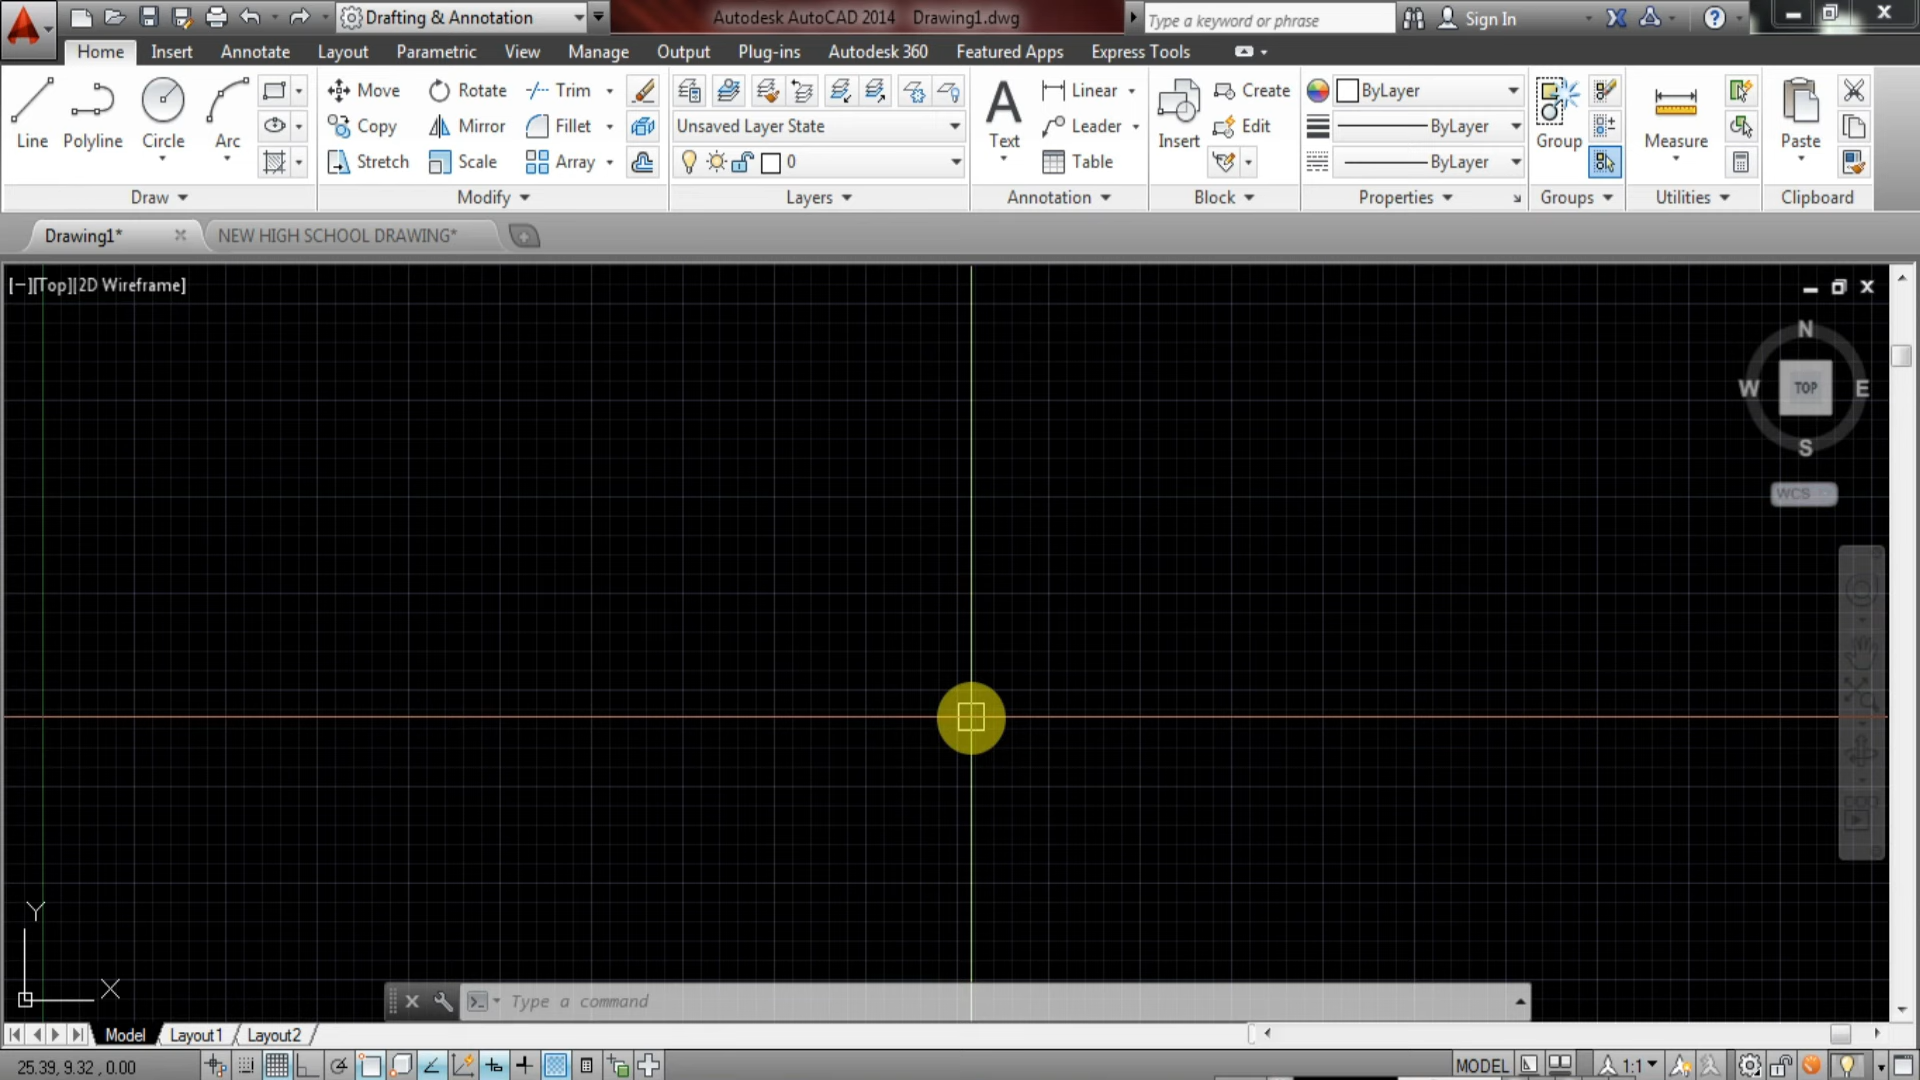 Drafting & Annotation
Autodesk AutoCAD 2014 Drawing1.dwg
Type a keyword or phrase
Sign In
Home Insert Annotate Layout Parametric View Manage Output Plug-ins Autodesk 360 Featured Apps Express Tools
Line Polyline Circle Arc
Draw
Move Rotate Trim
Copy Mirror Fillet
Stretch Scale Array
Modify
Unsaved Layer State
0
Layers
Text
Linear
Leader
Table
Annotation
Insert
Create
Edit
Block
ByLayer
ByLayer
ByLayer
Properties
Group
Groups
Measure
Utilities
Paste
Clipboard
Drawing1* NEW HIGH SCHOOL DRAWING*
[−][Top][2D Wireframe]
N
W TOP E
S
WCS
Y
X
Type a command
Model Layout1 Layout2
25.39, 9.32 , 0.00
MODEL
1:1